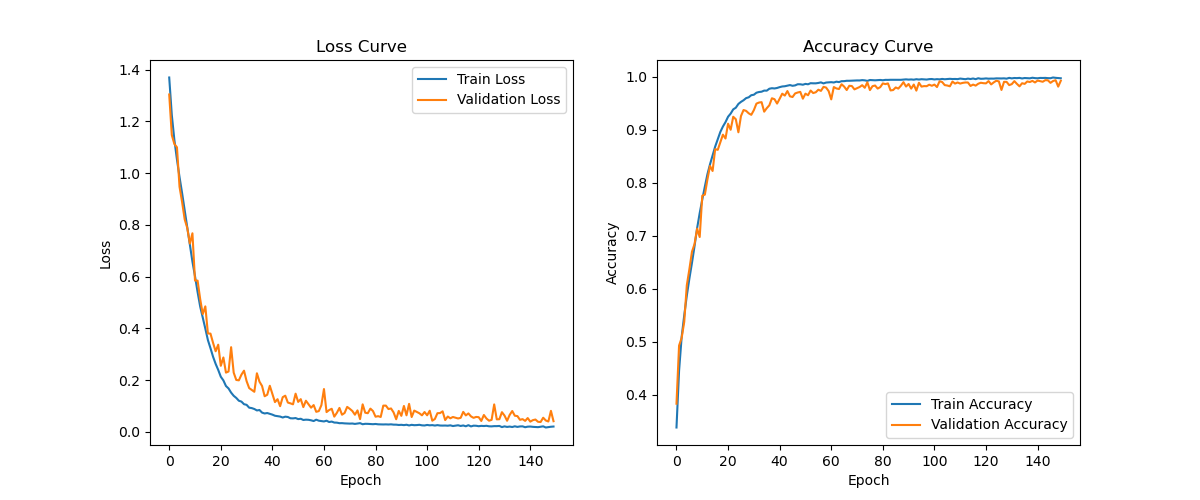 Loss Curve
1.4
1.2
1.0
0.8
0.6
0.4
0.2
0.0
Loss
0 20 40 60 80 100 120 140
Epoch
Train Loss
Validation Loss
Accuracy Curve
1.0
0.9
0.8
0.7
0.6
0.5
0.4
Accuracy
0 20 40 60 80 100 120 140
Epoch
Train Accuracy
Validation Accuracy